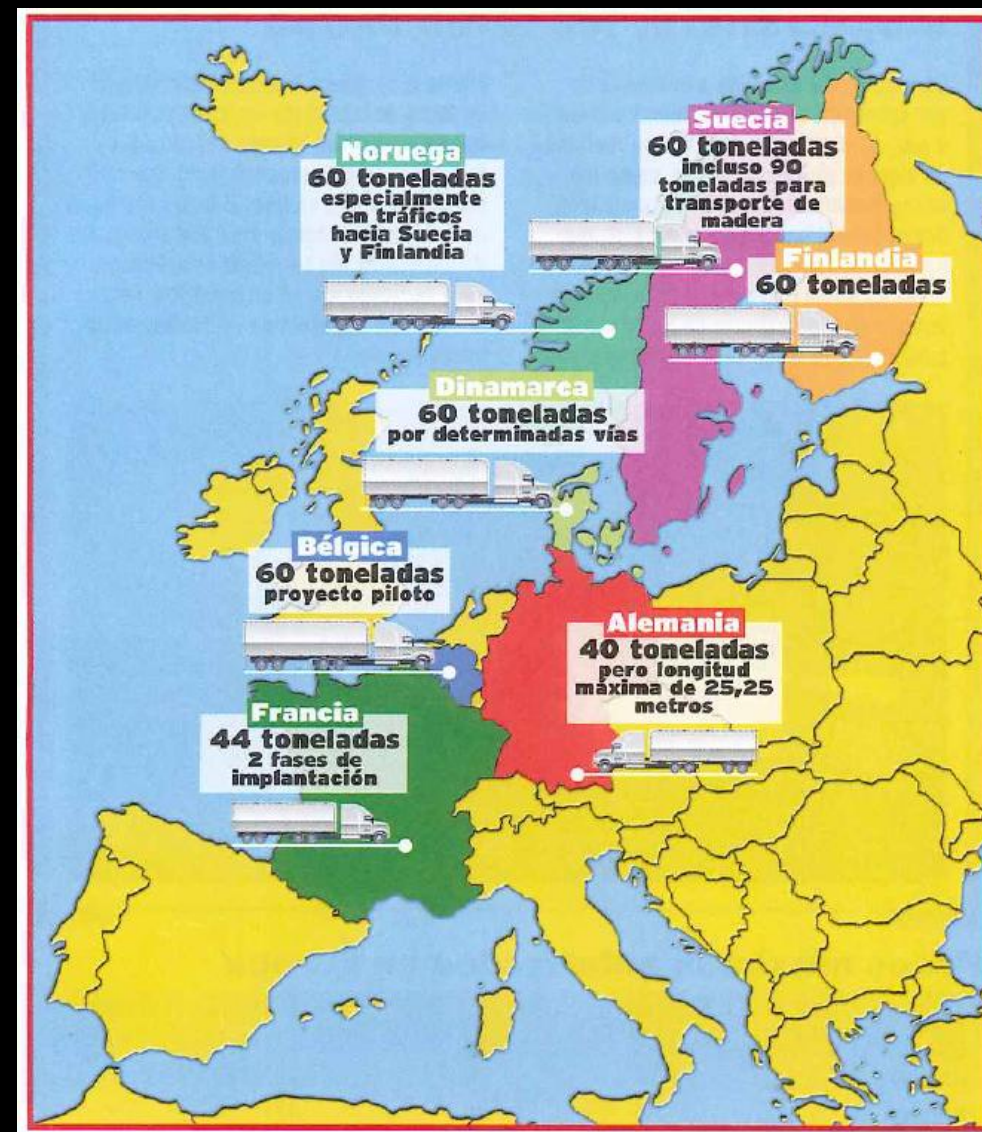 Suecia
60 toneladas
incluso 90
toneladas para
transporte de
madera
Noruega
60 toneladas
especialmente
en tráficos
hacia Suecia
y Finlandia
Finlandia
60 toneladas
Dinamarca
60 toneladas
por determinadas vías
Bélgica
60 toneladas
proyecto piloto
Alemania
40 toneladas
pero longitud
máxima de 25,25
metros
Francia
44 toneladas
2 fases de
implantación